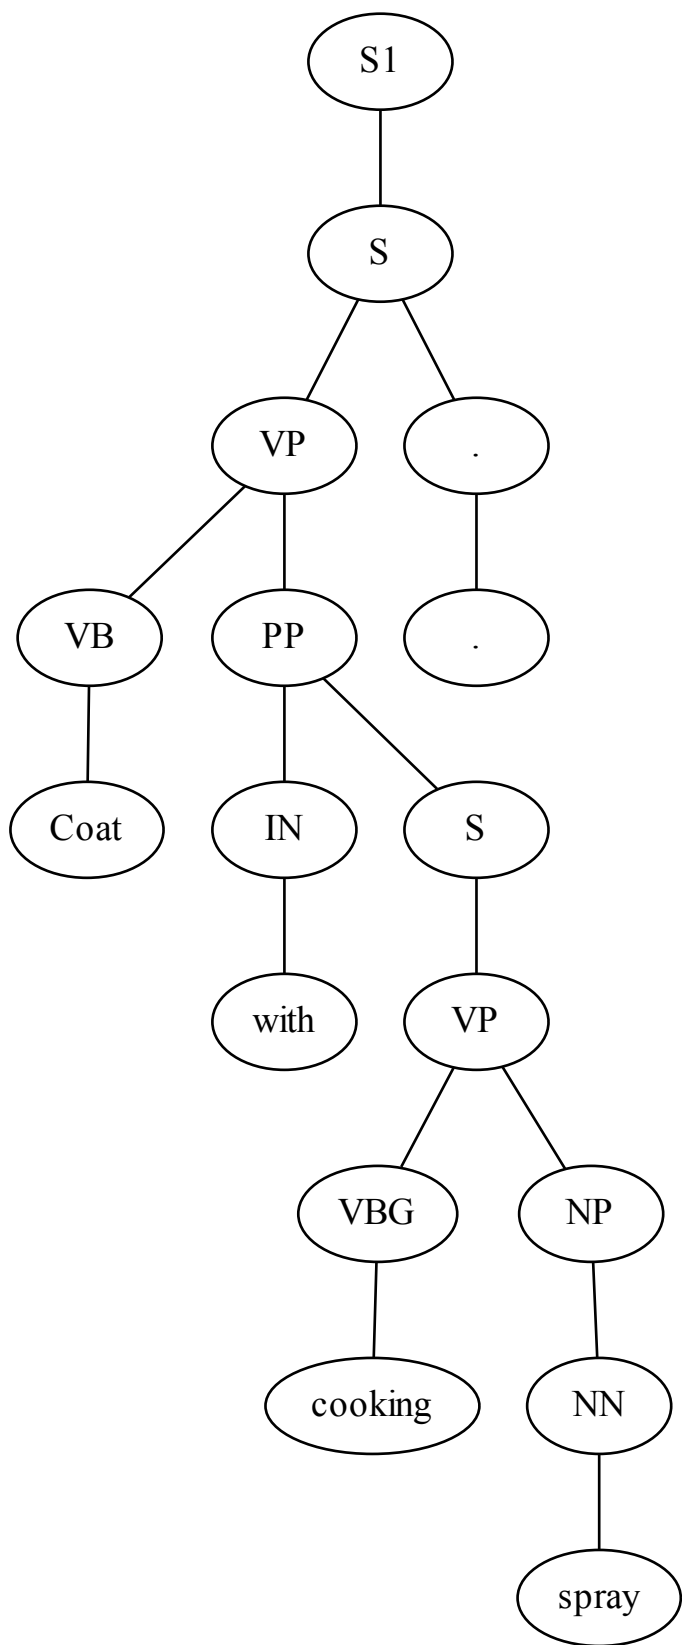 S1
S
VP .
VB PP .
Coat IN S
with VP
VBG NP
cooking NN
spray